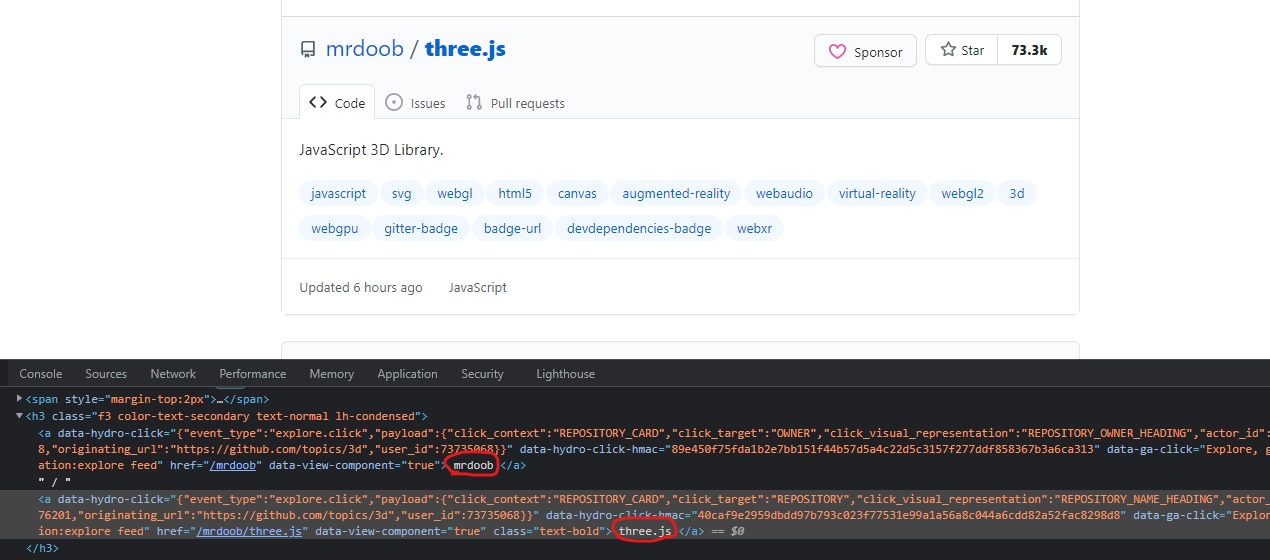 mrdoob / three.js
Sponsor
Star 73.3k
Code Issues Pull requests
JavaScript 3D Library.
javascript svg webgl html5 canvas augmented-reality webaudio virtual-reality webgl2 3d
webgpu gitter-badge badge-url devdependencies-badge webxr
Updated 6 hours ago JavaScript
Console Sources Network Performance Memory Application Security Lighthouse
<span style="margin-top:2px">…</span>
<h3 class="f3 color-text-secondary text-normal lh-condensed">
<a data-hydro-click="{"event_type":"explore.click","payload":{"click_context":"REPOSITORY_CARD","click_target":"OWNER","click_visual_representation":"REPOSITORY_OWNER_HEADING","actor_id":
8,"originating_url":"https://github.com/topics/3d","user_id":73735068}}" data-hydro-click-hmac="89e450f75fda1b2e7bb151f44b57d5a4c22d5c3157f277ddf858367b3a6ca313" data-ga-click="Explore, g
ation:explore feed" href="/mrdoob" data-view-component="true"> mrdoob </a>
" / "
<a data-hydro-click="{"event_type":"explore.click","payload":{"click_context":"REPOSITORY_CARD","click_target":"REPOSITORY","click_visual_representation":"REPOSITORY_NAME_HEADING","actor_
76201,"originating_url":"https://github.com/topics/3d","user_id":73735068}}" data-hydro-click-hmac="40caf9e2959dbdd97b793c023f77531e99a1a56a8c044a6cdd82a52fac8298d8" data-ga-click="Explor
ion:explore feed" href="/mrdoob/three.js" data-view-component="true" class="text-bold"> three.js </a> == $0
</h3>